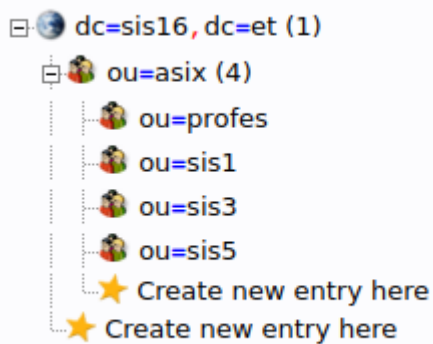 dc=sis16,dc=et (1)
ou=asix (4)
ou=profes
ou=sis1
ou=sis3
ou=sis5
Create new entry here
Create new entry here